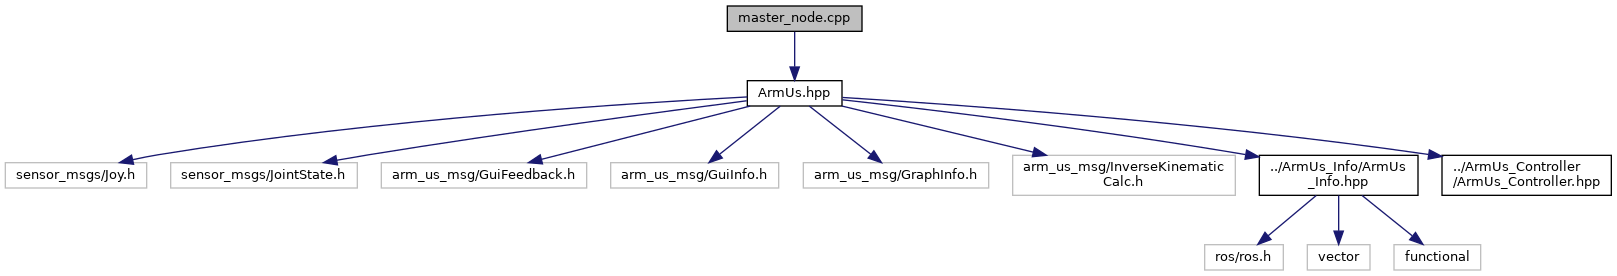 master_node.cpp
ArmUs.hpp
sensor_msgs/Joy.h
sensor_msgs/JointState.h
arm_us_msg/GuiFeedback.h
arm_us_msg/GuiInfo.h
arm_us_msg/GraphInfo.h
arm_us_msg/InverseKinematic
Calc.h
../ArmUs_Info/ArmUs
_Info.hpp
../ArmUs_Controller
/ArmUs_Controller.hpp
ros/ros.h
vector
functional